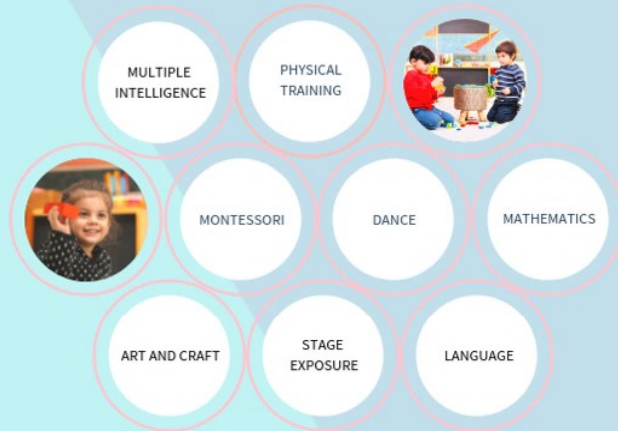 MULTIPLE
INTELLIGENCE
PHYSICAL
TRAINING
MONTESSORI
DANCE
MATHEMATICS
ART AND CRAFT
STAGE
EXPOSURE
LANGUAGE